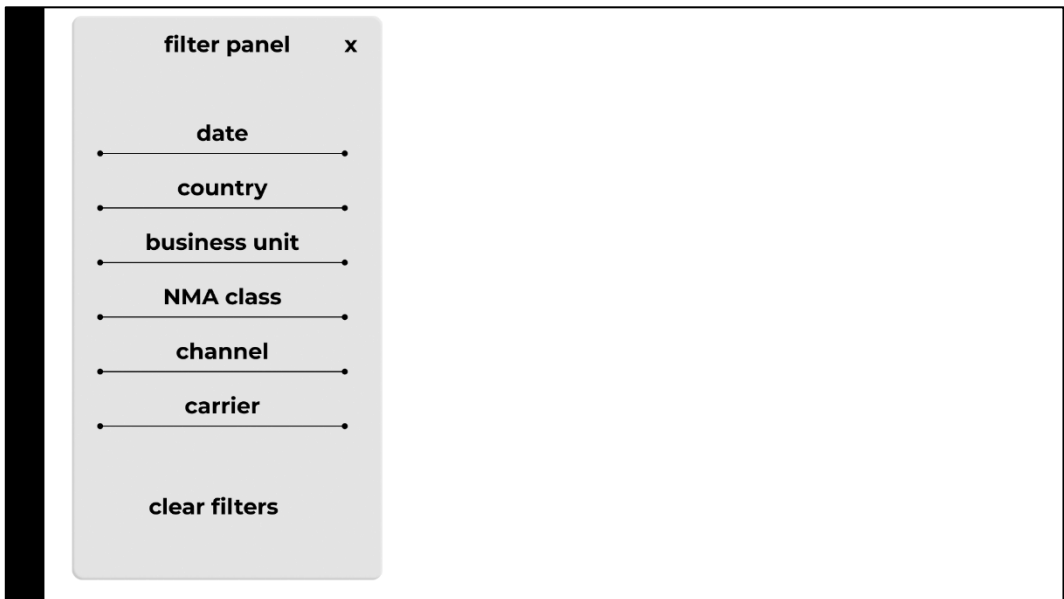 filter panel x
date
country
business unit
NMA class
channel
carrier
clear filters